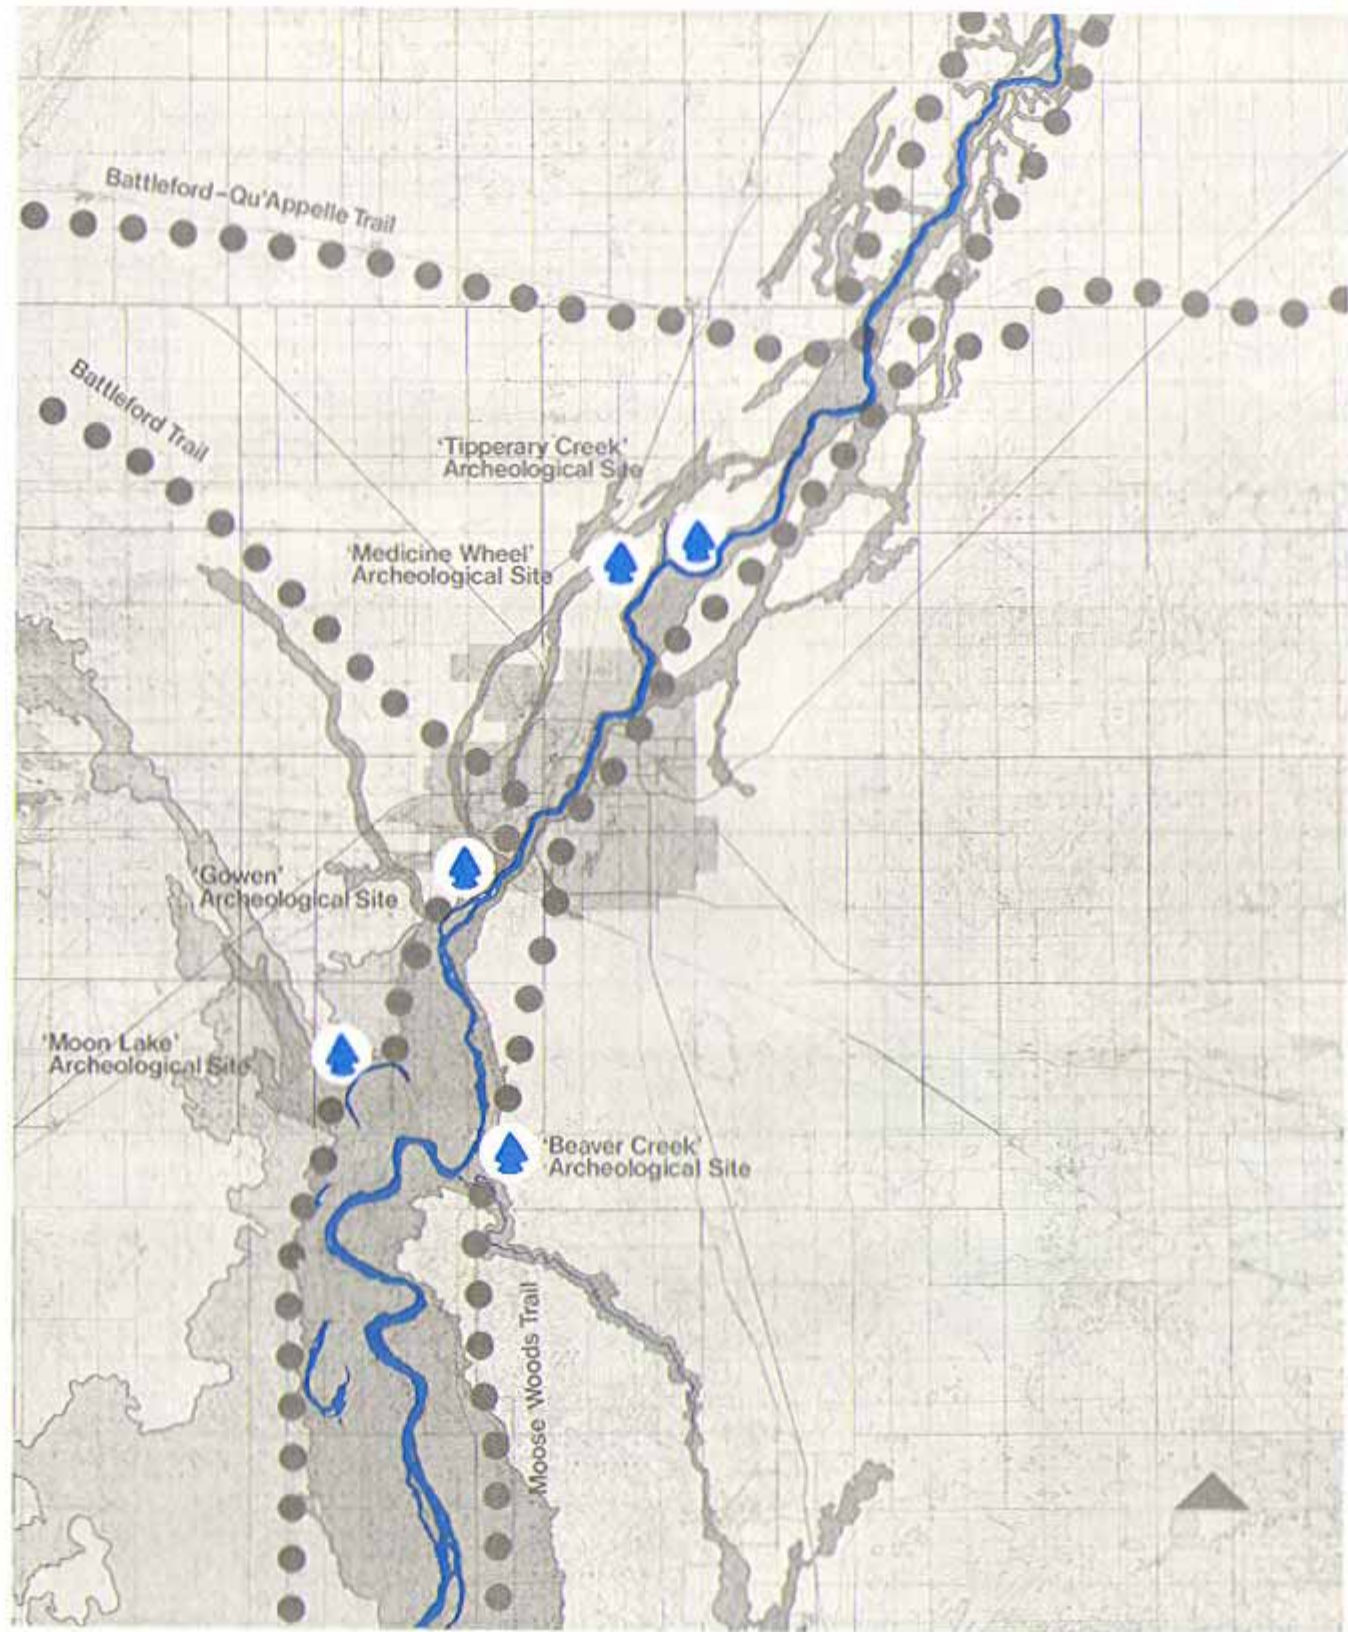 Battleford-Qu'Appelle Trail
Battleford Trail
'Tipperary Creek'
Archeological Site
'Medicine Wheel'
Archeological Site
'Gowen'
Archeological Site
'Moon Lake'
Archeological Site
'Beaver Creek'
Archeological Site
Moose Woods Trail